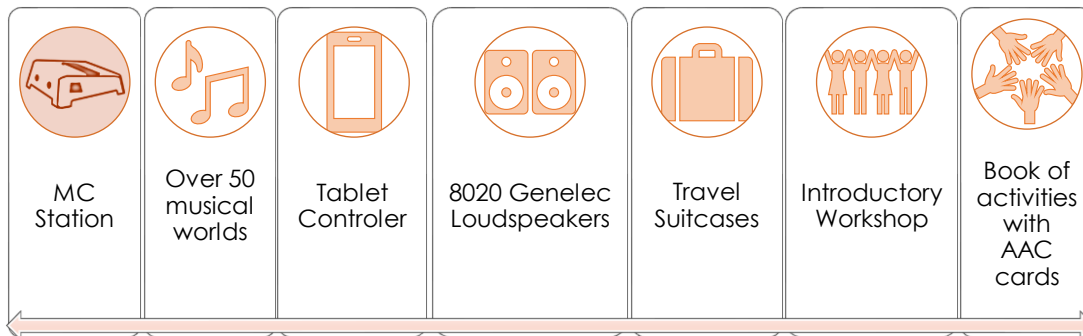 MC
Station
Over 50
musical
worlds
Tablet
Controler
8020 Genelec
Loudspeakers
Travel
Suitcases
Introductory
Workshop
Book of
activities
with
AAC
cards